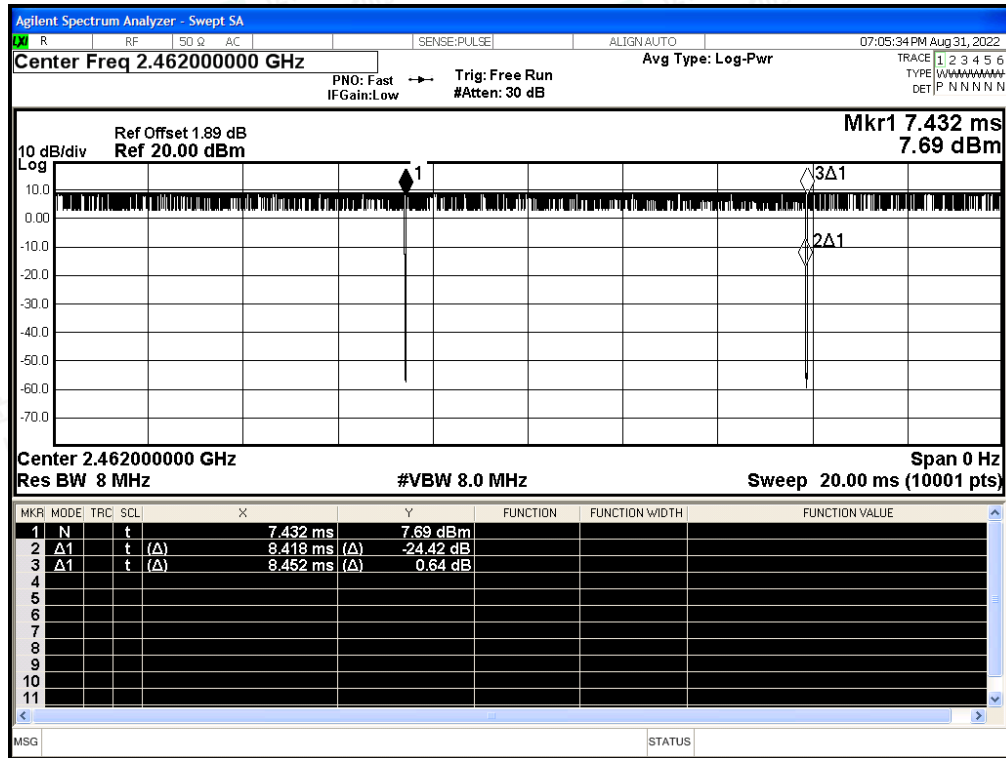 Agilent Spectrum Analyzer - Swept SA
LXI R RF 50 Ω AC SENSE:PULSE ALIGN AUTO 07:05:34 PM Aug 31, 2022
Center Freq 2.462000000 GHz
PNO: Fast
IFGain:Low
Trig: Free Run
#Atten: 30 dB
Avg Type: Log-Pwr
TRACE 1 2 3 4 5 6
TYPE WWWWWW
DET P N N N N N
Ref Offset 1.89 dB
10 dB/div Ref 20.00 dBm
Log
Mkr1 7.432 ms
7.69 dBm
1
3Δ1
2Δ1
10.0
0.00
-10.0
-20.0
-30.0
-40.0
-50.0
-60.0
-70.0
Center 2.462000000 GHz Span 0 Hz
Res BW 8 MHz #VBW 8.0 MHz Sweep 20.00 ms (10001 pts)
MKR MODE TRC SCL X Y FUNCTION FUNCTION WIDTH FUNCTION VALUE
1 N t 7.432 ms 7.69 dBm
2 Δ1 t (Δ) 8.418 ms (Δ) -24.42 dB
3 Δ1 t (Δ) 8.452 ms (Δ) 0.64 dB
4
5
6
7
8
9
10
11
MSG STATUS